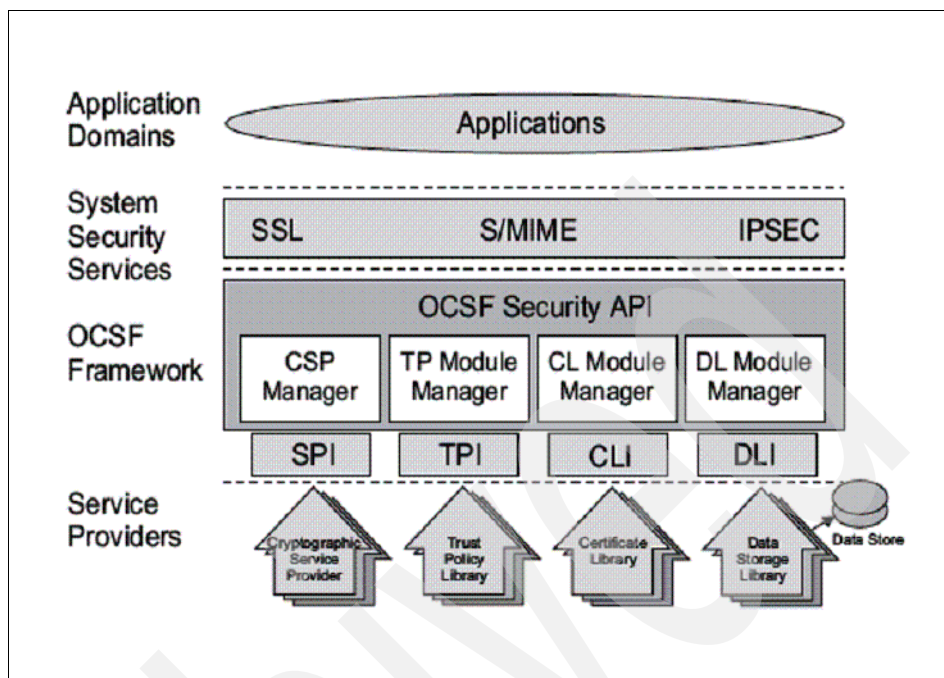 Application
Domains
Applications
System
Security
Services
SSL S/MIME IPSEC
OCSF
Framework
OCSF Security API
CSP
Manager
TP Module
Manager
CL Module
Manager
DL Module
Manager
SPI TPI CLI DLI
Service
Providers
Cryptographic
Service
Provider
Trust
Policy
Library
Certificate
Library
Data
Storage
Library
Data Store